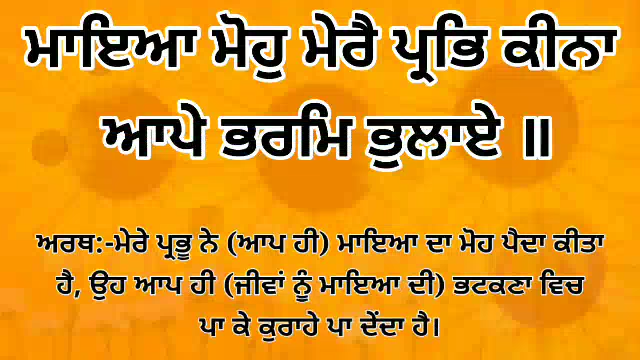 ਮਾਇਆ ਮੋਹੁ ਮੇਰੈ ਪ੍ਰਭਿ ਕੀਨਾ
ਆਪੇ ਭਰਮਿ ਭੁਲਾਏ ॥
ਅਰਥ:-ਮੇਰੇ ਪ੍ਰਭੂ ਨੇ (ਆਪ ਹੀ) ਮਾਇਆ ਦਾ ਮੋਹ ਪੈਦਾ ਕੀਤਾ
ਹੈ, ਉਹ ਆਪ ਹੀ (ਜੀਵਾਂ ਨੂੰ ਮਾਇਆ ਦੀ) ਭਟਕਣਾ ਵਿਚ
ਪਾ ਕੇ ਕੁਰਾਹੇ ਪਾ ਦੇਂਦਾ ਹੈ।